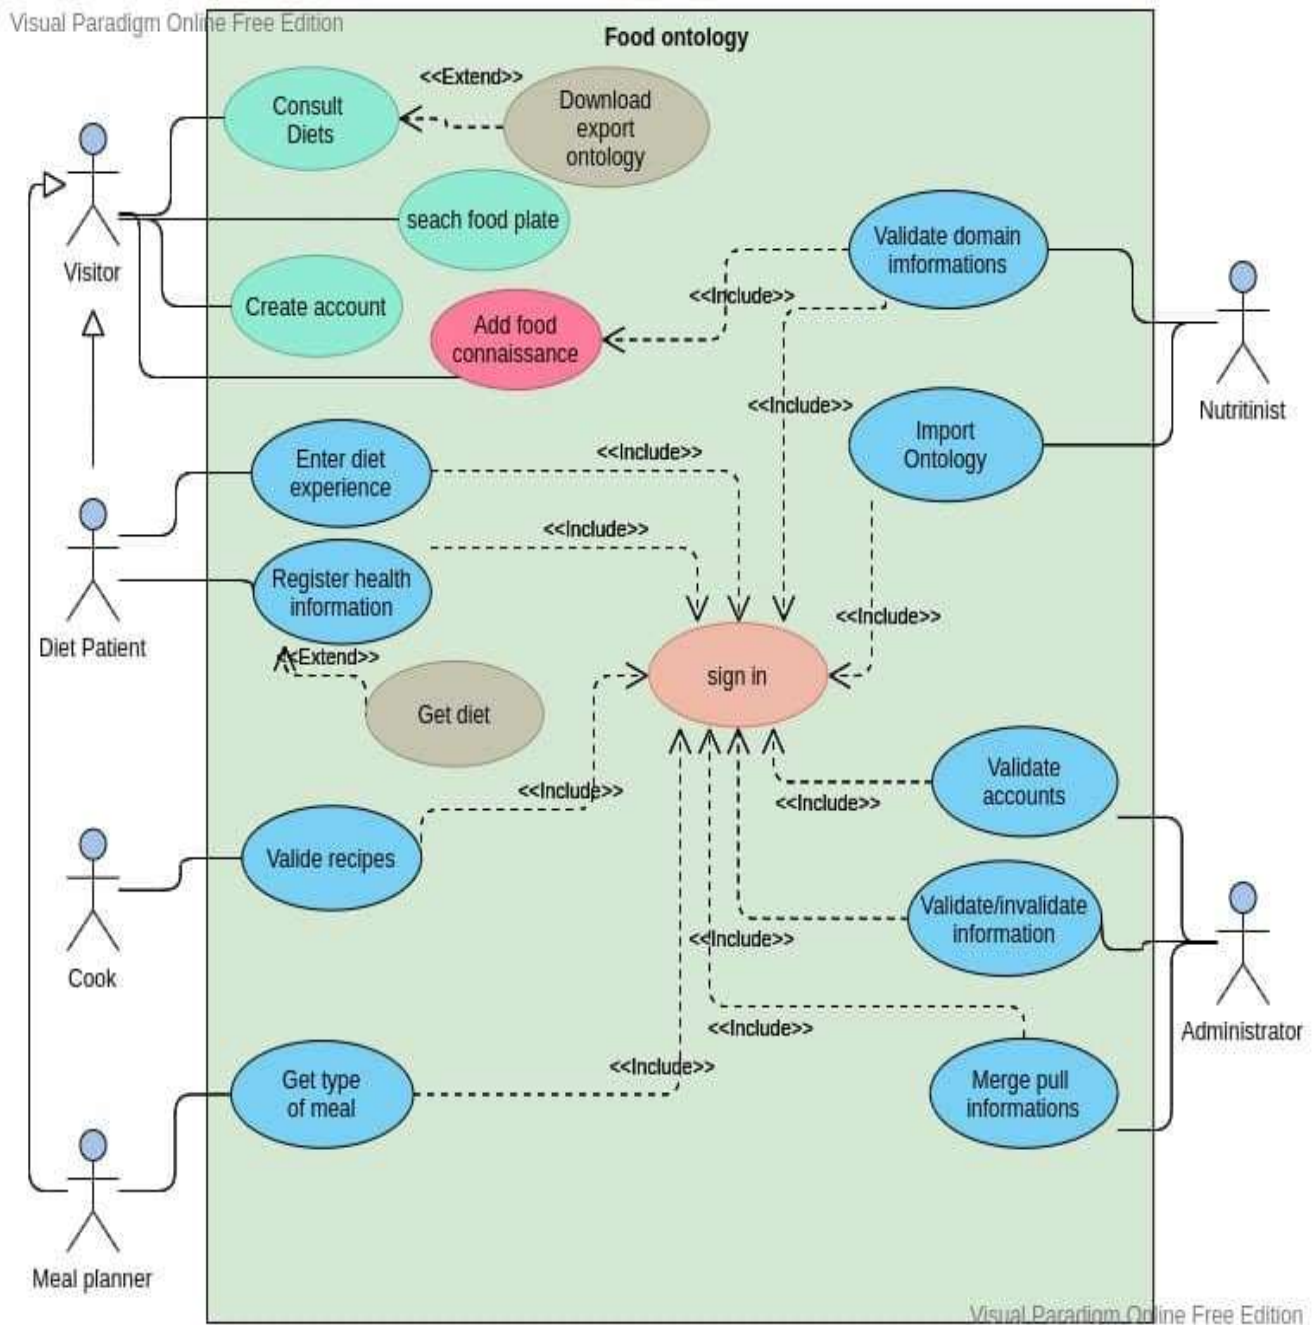 Visual Paradigm Online Free Edition
Food ontology
<<Extend>>
Consult
Diets
Download
export
ontology
seach food plate
Visitor
Create account
Add food
connaissance
Validate domain
imformations
<<Include>>
<<Include>>
Nutritinist
Import
Ontology
Enter diet
experience
<<Include>>
<<Include>>
Register health
information
Diet Patient
<<Extend>>
Get diet
<<Include>>
sign in
<<Include>>
Valide recipes
Cook
Validate
accounts
<<Include>>
Validate/invalidate
information
<<Include>>
Administrator
<<Include>>
Merge pull
informations
<<Include>>
Get type
of meal
Meal planner
Visual Paradigm Online Free Edition